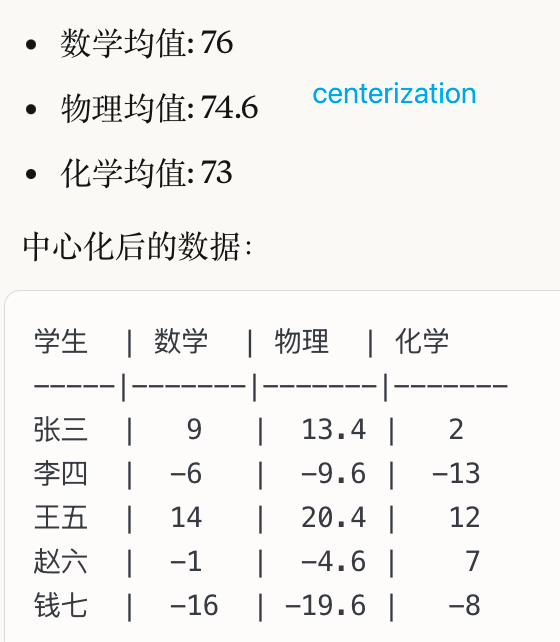 • 数学均值: 76
• 物理均值: 74.6
centerization
• 化学均值: 73
中心化后的数据:
学生 | 数学 | 物理 | 化学
-----|-------|-------|-------
张三 | 9 | 13.4 | 2
李四 | -6 | -9.6 | -13
王五 | 14 | 20.4 | 12
赵六 | -1 | -4.6 | 7
钱七 | -16 | -19.6 | -8